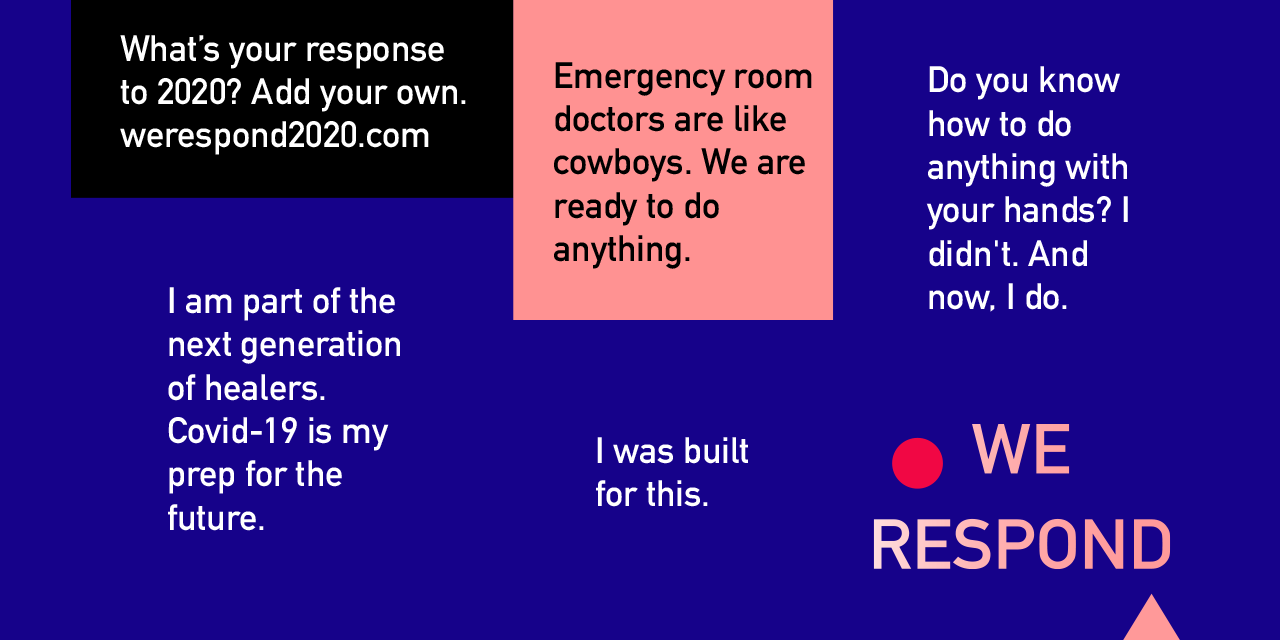 What’s your response
to 2020? Add your own.
werespond2020.com
Emergency room
doctors are like
cowboys. We are
ready to do
anything.
Do you know
how to do
anything with
your hands? I
didn't. And
now, I do.
I am part of the
next generation
of healers.
Covid-19 is my
prep for the
future.
I was built
for this.
WE
RESPOND